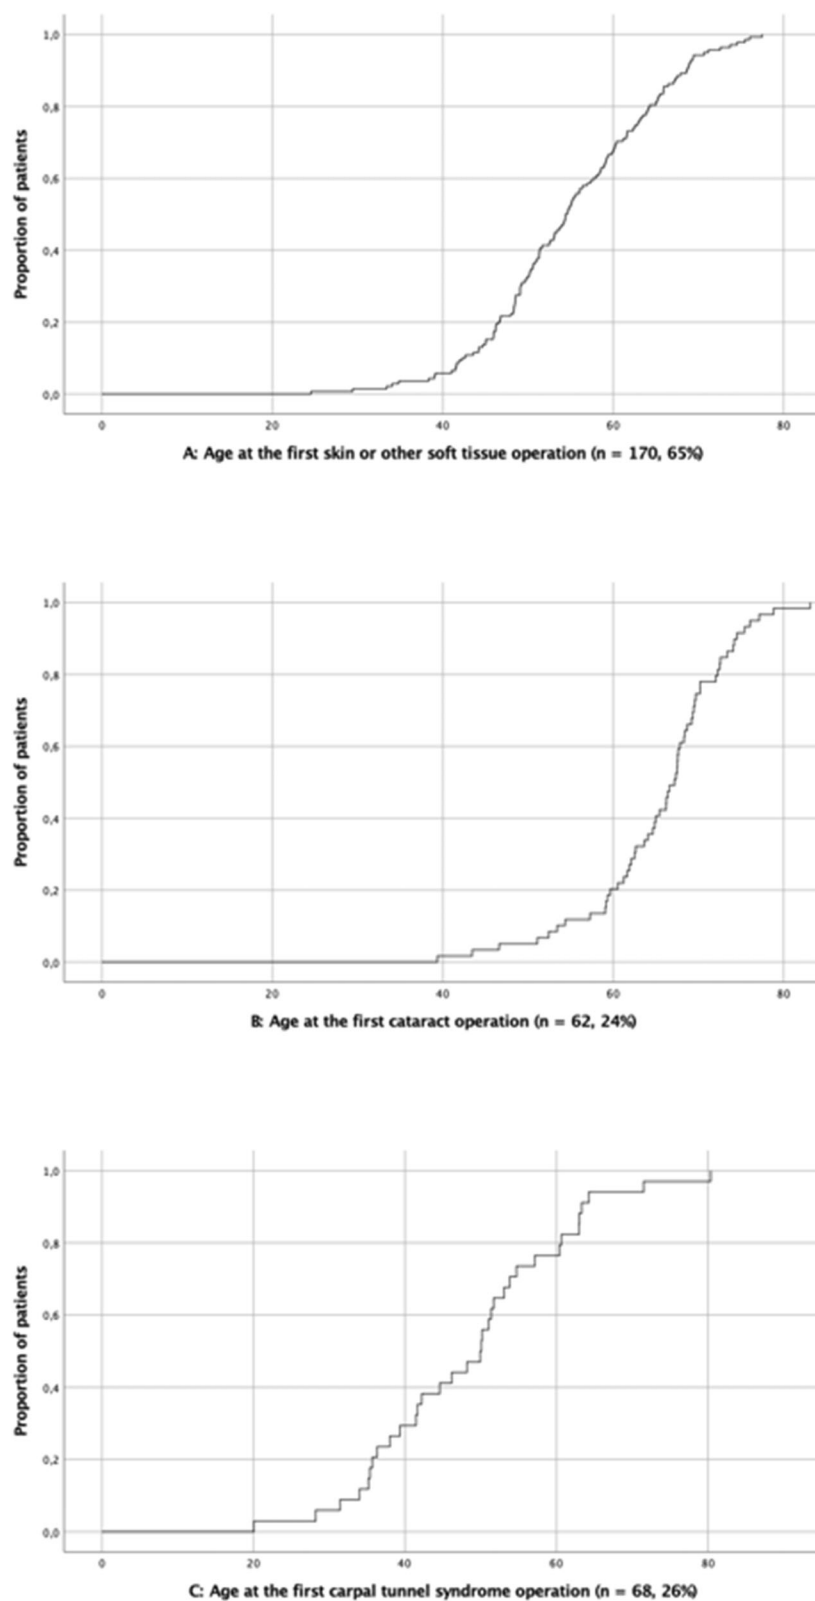 1,0
0,8
0,6
0,4
0,2
0,0
Proportion of patients
0 20 40 60 80
A: Age at the first skin or other soft tissue operation (n = 170, 65%)
1,0
0,8
0,6
0,4
0,2
0,0
Proportion of patients
0 20 40 60 80
B: Age at the first cataract operation (n = 62, 24%)
1,0
0,8
0,6
0,4
0,2
0,0
Proportion of patients
0 20 40 60 80
C: Age at the first carpal tunnel syndrome operation (n = 68, 26%)